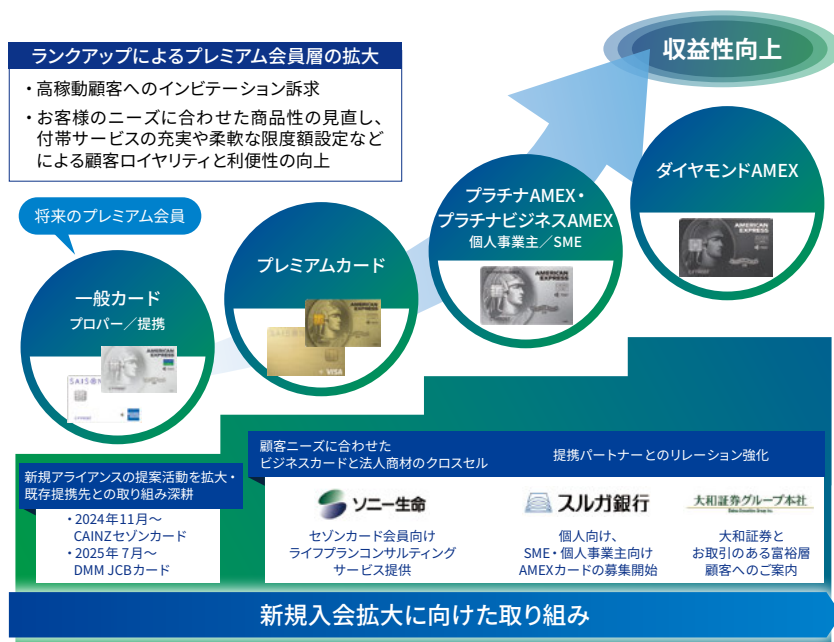 収益性向上
ランクアップによるプレミアム会員層の拡大
・高稼動顧客へのインビテーション訴求
・お客様のニーズに合わせた商品性の見直し、
付帯サービスの充実や柔軟な限度額設定など
による顧客ロイヤリティと利便性の向上
将来のプレミアム会員
一般カード
プロパー／提携
AMERICAN
EXPRESS
SAISON
プレミアムカード
AMERICAN
EXPRESS
SAISON
VISA
プラチナAMEX・
プラチナビジネスAMEX
個人事業主／SME
AMERICAN
EXPRESS
ダイヤモンドAMEX
AMERICAN
EXPRESS
新規アライアンスの提案活動を拡大・
既存提携先との取り組み深耕
・2024年11月～
CAINZセゾンカード
・2025年7月～
DMM JCBカード
顧客ニーズに合わせた
ビジネスカードと法人商材のクロスセル
提携パートナーとのリレーション強化
ソニー生命
セゾンカード会員向け
ライフプランコンサルティング
サービス提供
スルガ銀行
個人向け、
SME・個人事業主向け
AMEXカードの募集開始
大和証券グループ本社
Daiwa Securities Group Inc.
大和証券と
お取引のある富裕層
顧客へのご案内
新規入会拡大に向けた取り組み